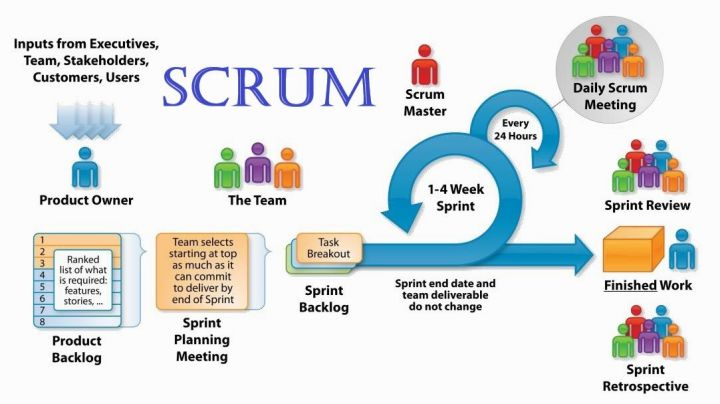 Inputs from Executives,
Team, Stakeholders,
Customers, Users
SCRUM
Product Owner
The Team
Scrum
Master
Every
24 Hours
Daily Scrum
Meeting
1-4 Week
Sprint
Sprint Review
1
2
3
4
5
6
7
8
Ranked
list of what
is required:
features,
stories, ...
Product
Backlog
Team selects
starting at top
as much as it
can commit
to deliver by
end of Sprint
Sprint
Planning
Meeting
Task
Breakout
Sprint
Backlog
Sprint end date and
team deliverable
do not change
Finished Work
Sprint
Retrospective